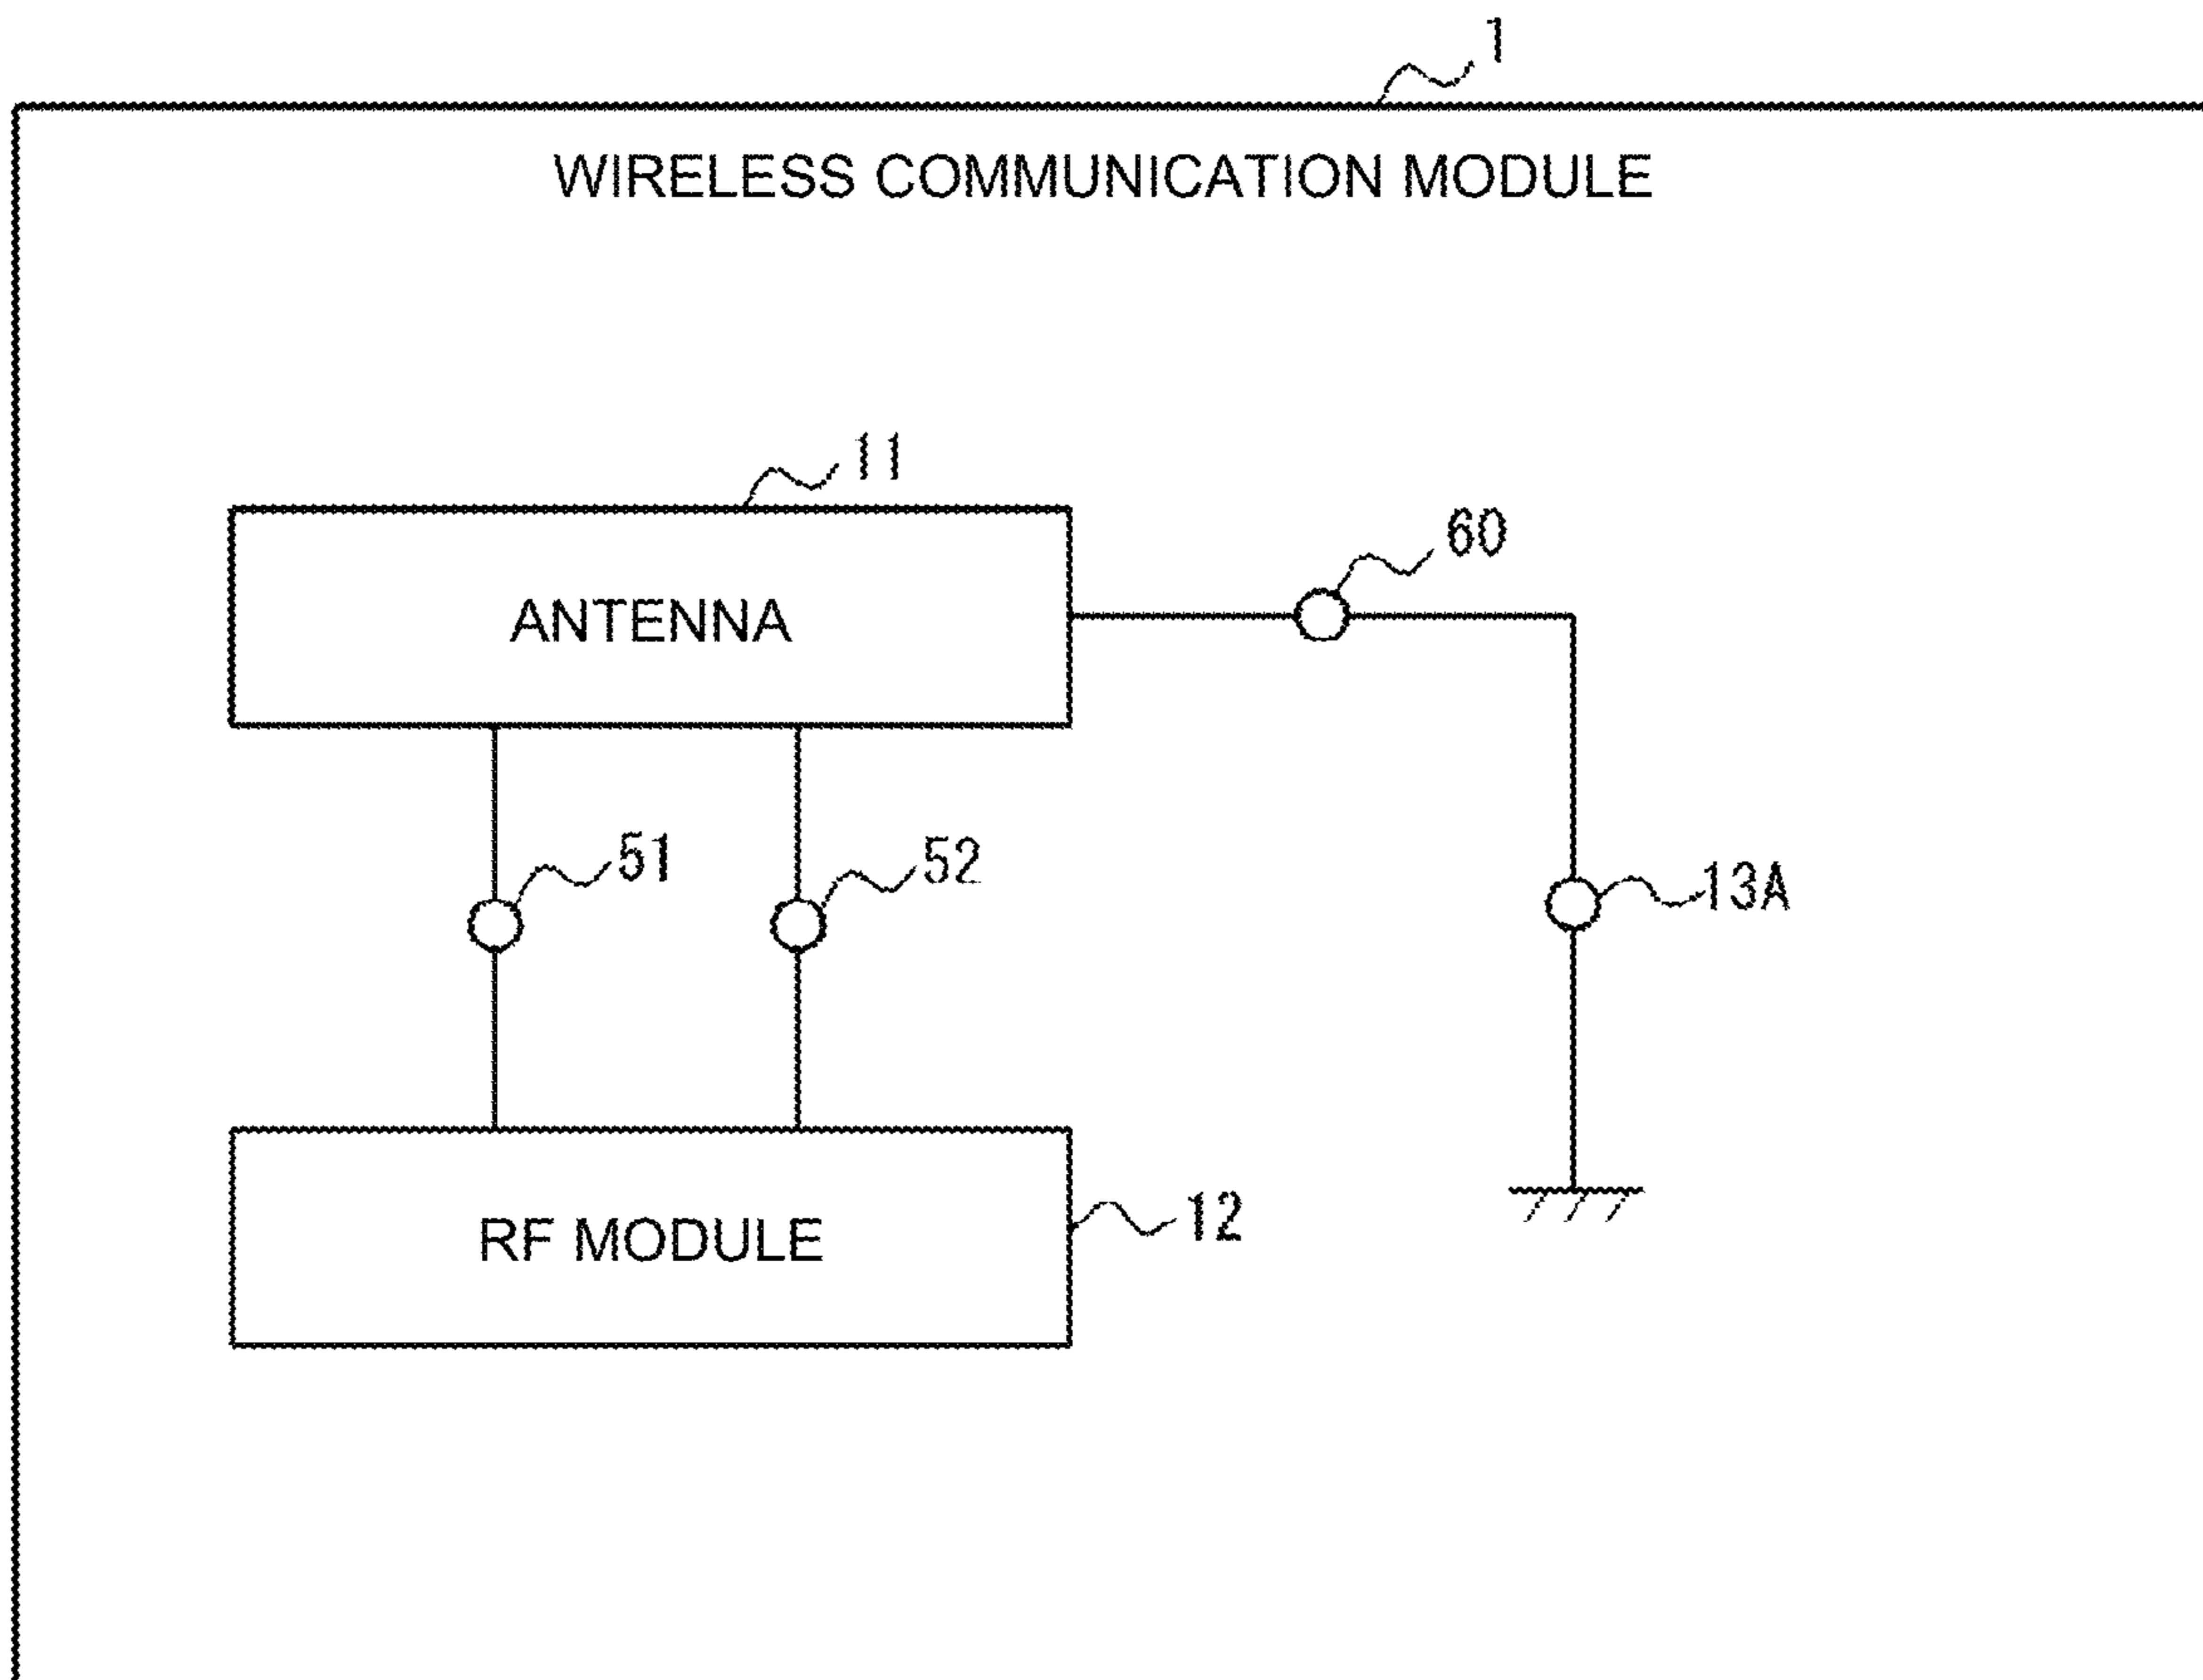 1
WIRELESS COMMUNICATION MODULE
11
60
ANTENNA
51
52
13A
12
RF MODULE